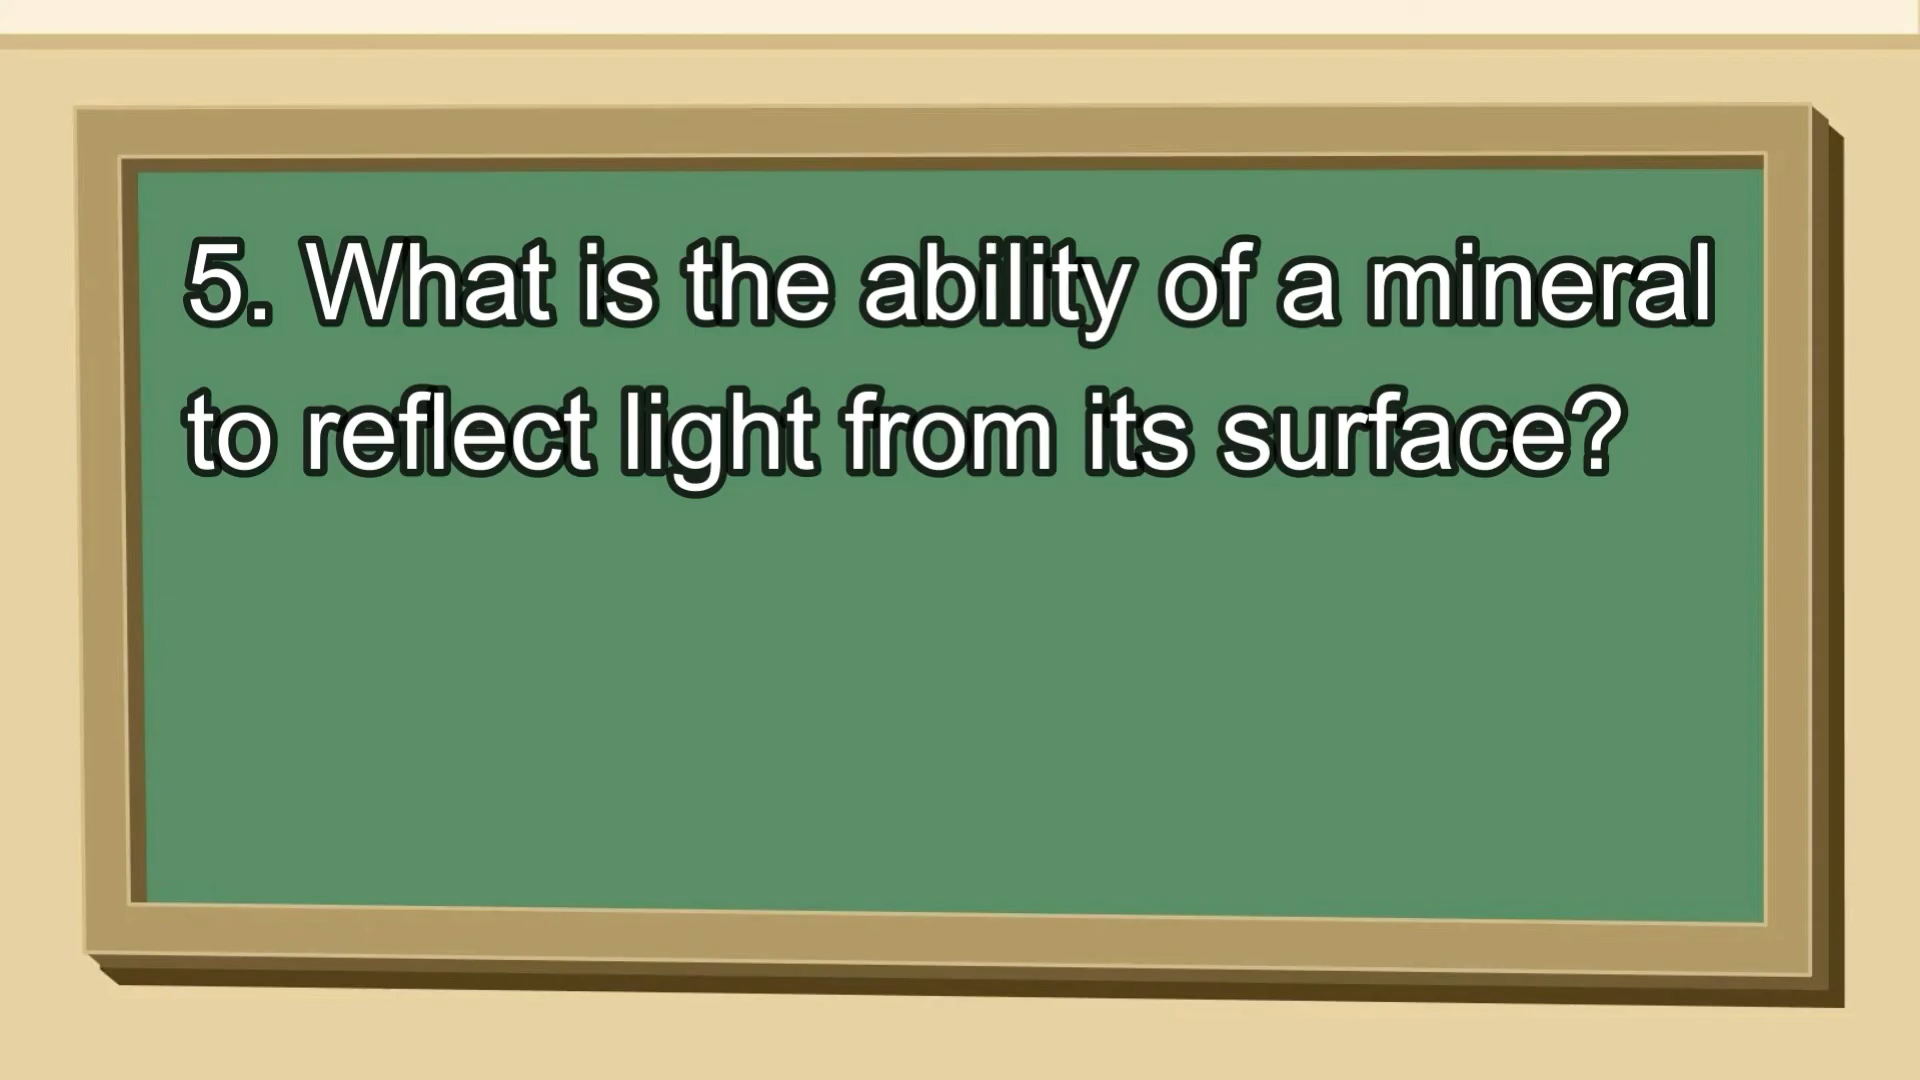 5. What is the ability of a mineral
to reflect light from its surface?